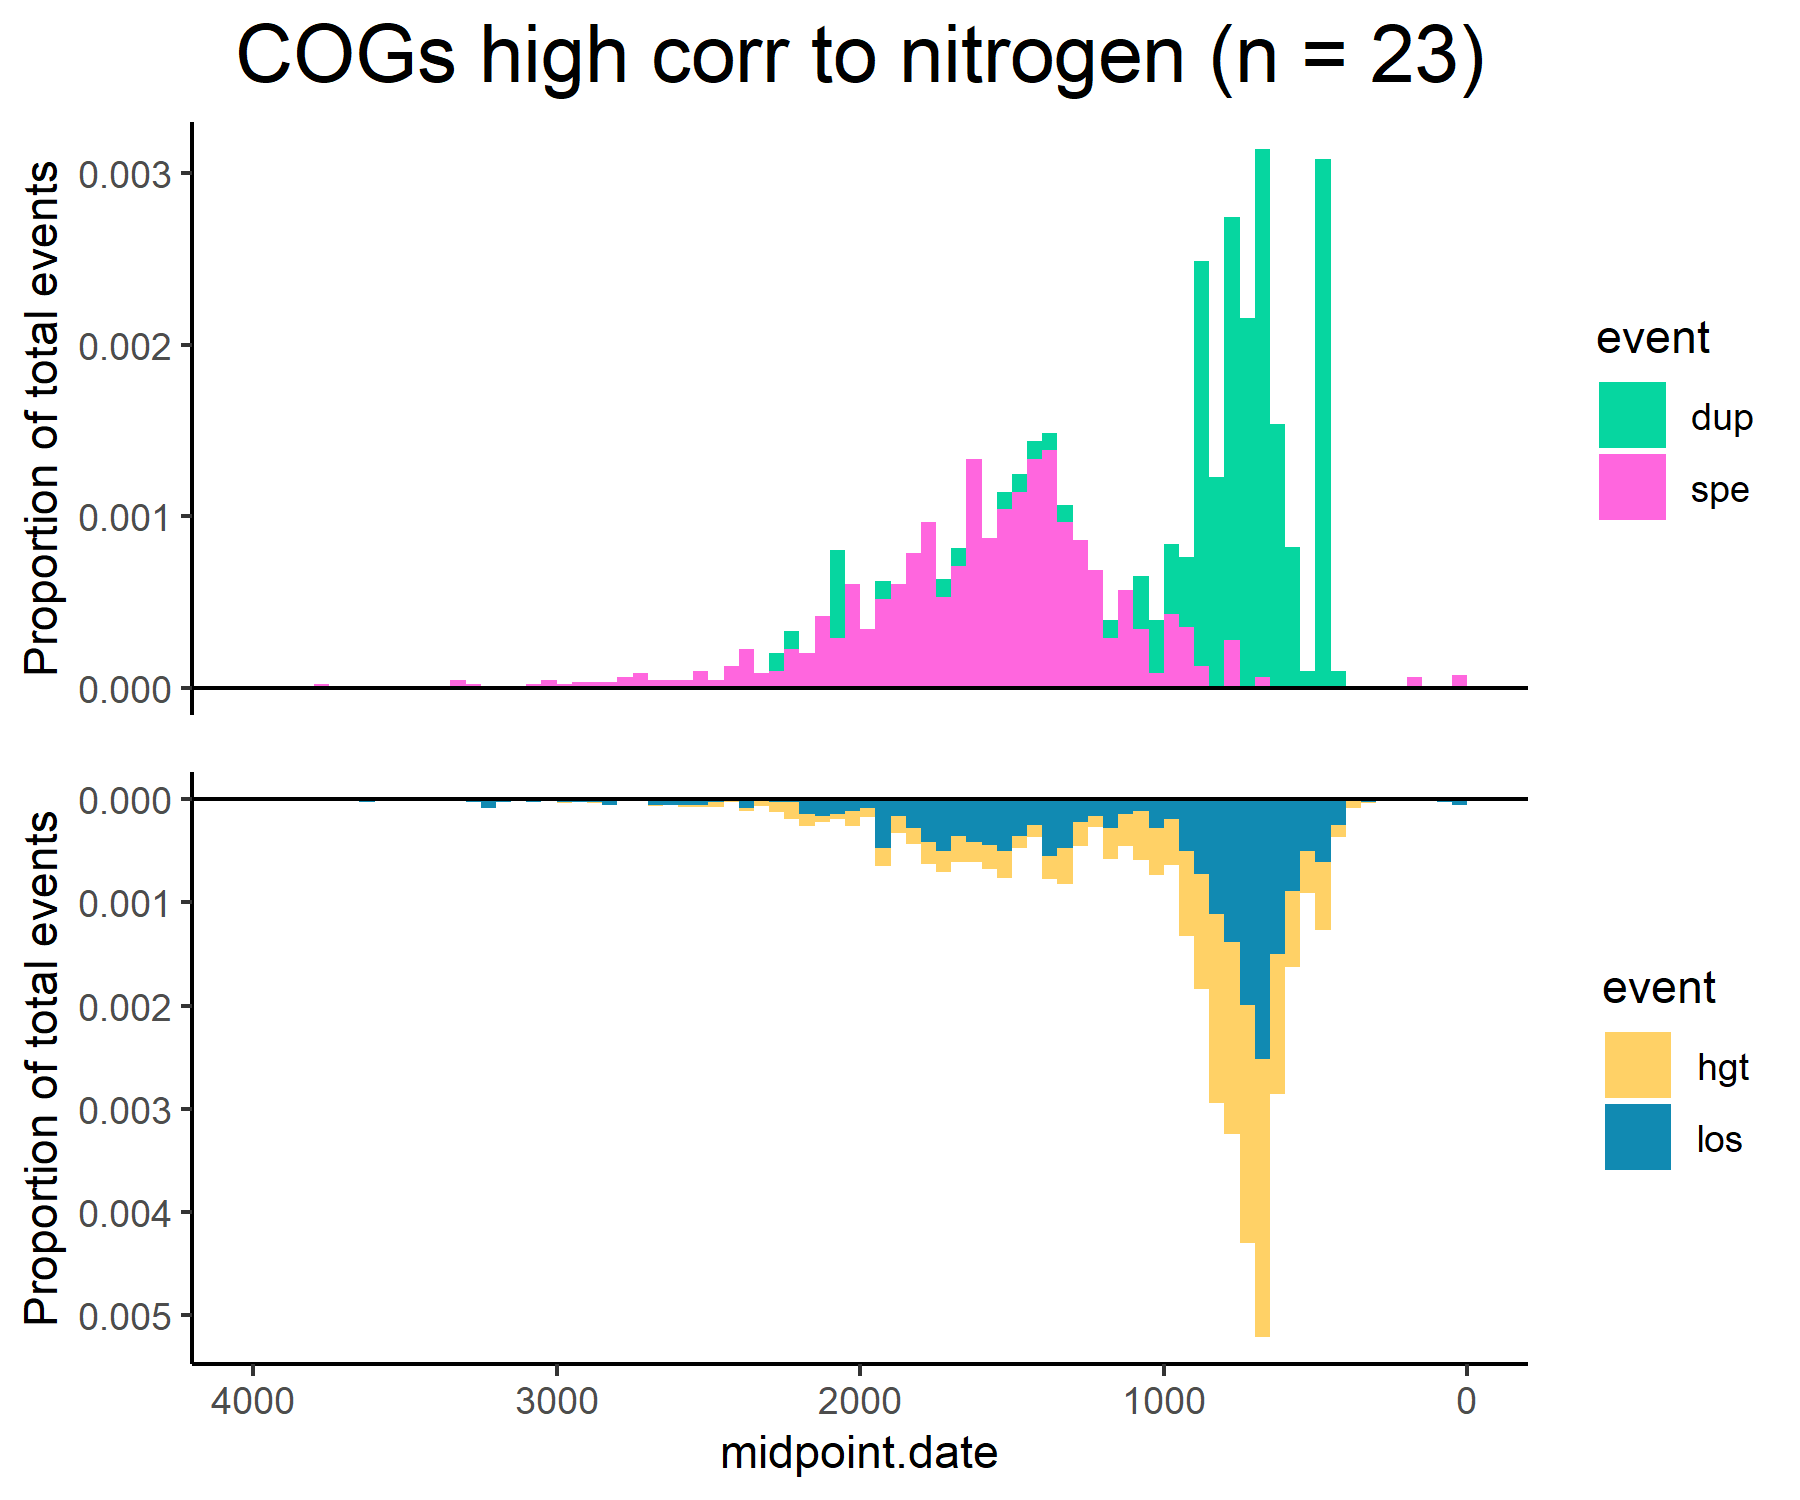 COGs high corr to nitrogen (n = 23)
Proportion of total events
0.003
0.002
0.001
0.000
event
dup
spe
Proportion of total events
0.000
0.001
0.002
0.003
0.004
0.005
event
hgt
los
4000 3000 2000 1000 0
midpoint.date